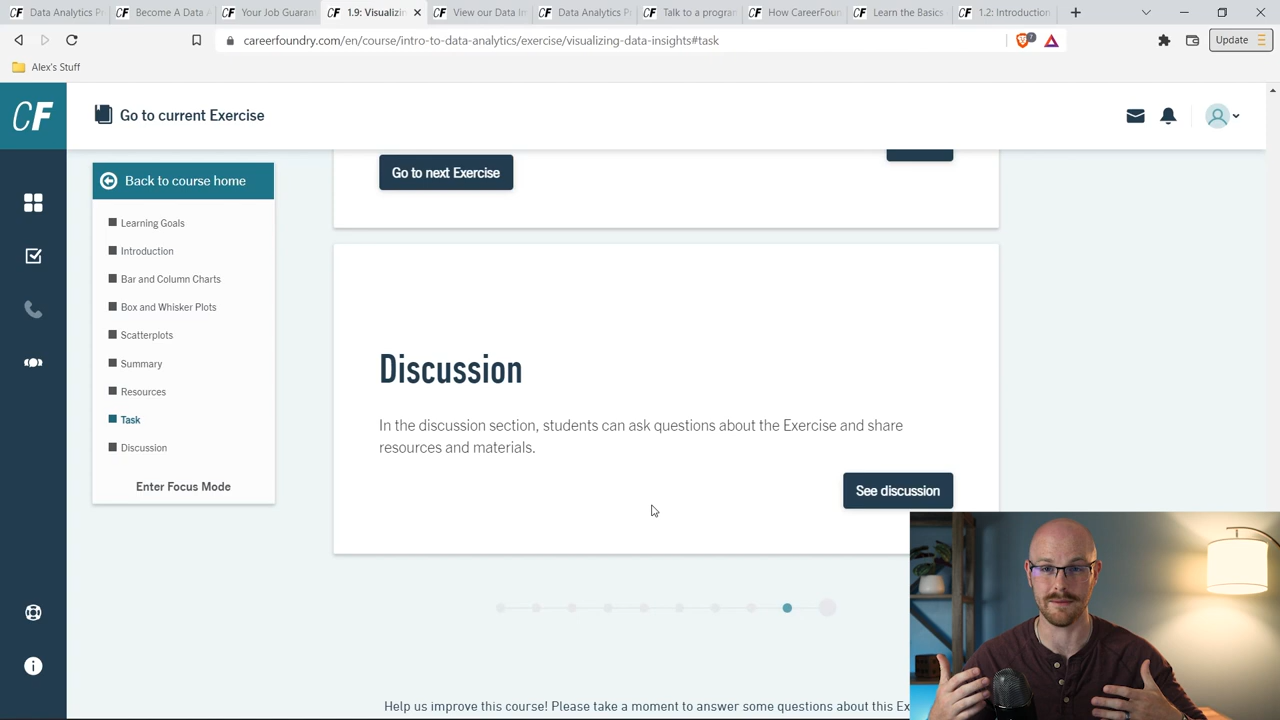 Data Analytics Pr
Become A Data A
Your Job Guaran
1.9: Visualizin
View our Data In
Data Analytics Pr
Talk to a program
How CareerFoun
Learn the Basics
1.2: Introduction
careerfoundry.com/en/course/intro-to-data-analytics/exercise/visualizing-data-insights#task
7
Update
Alex's Stuff
CF
Go to current Exercise
Back to course home
Learning Goals
Introduction
Bar and Column Charts
Box and Whisker Plots
Scatterplots
Summary
Resources
Task
Discussion
Enter Focus Mode
Go to next Exercise
Discussion
In the discussion section, students can ask questions about the Exercise and share
resources and materials.
See discussion
Help us improve this course! Please take a moment to answer some questions about this Ex